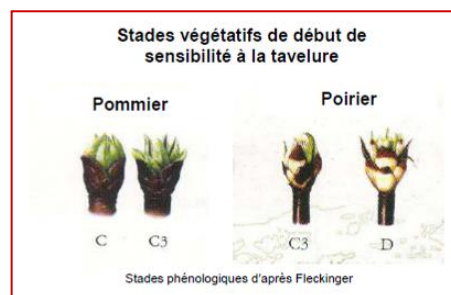 Stades végétatifs de début de
sensibilité à la tavelure
Pommier
Poirier
C C3
C3 D
Stades phénologiques d'après Fleckinger